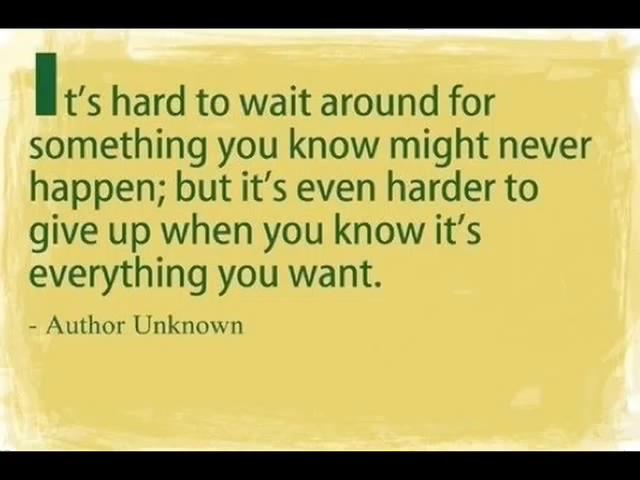 It's hard to wait around for
something you know might never
happen; but it's even harder to
give up when you know it's
everything you want.
- Author Unknown